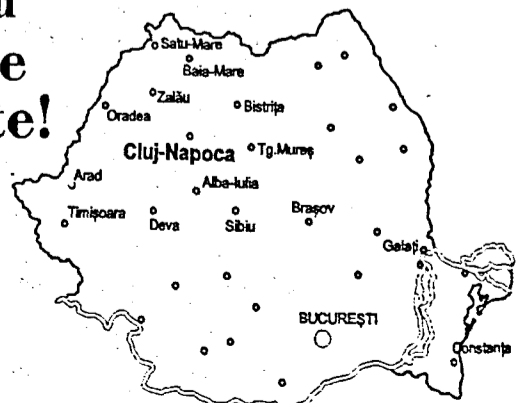 e
te!
Satu-Mare
Baia-Mare
Zalău
Oradea
Bistrița
Cluj-Napoca
Tg.Mureș
Arad
Alba-Iulia
Timișoara
Deva
Sibiu
Brașov
Galați
BUCUREȘTI
Constanța